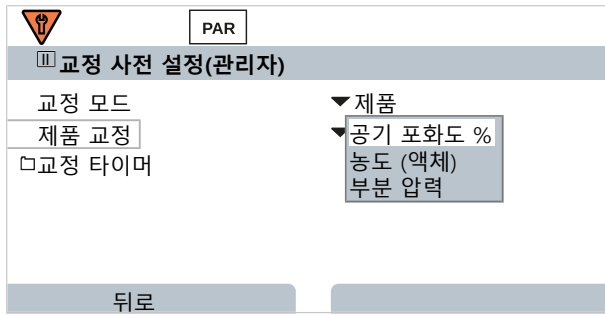 PAR
II 교정 사전 설정(관리자)
교정 모드 제품
제품 교정 공기 포화도 %
교정 타이머 농도 (액체)
부분 압력
뒤로